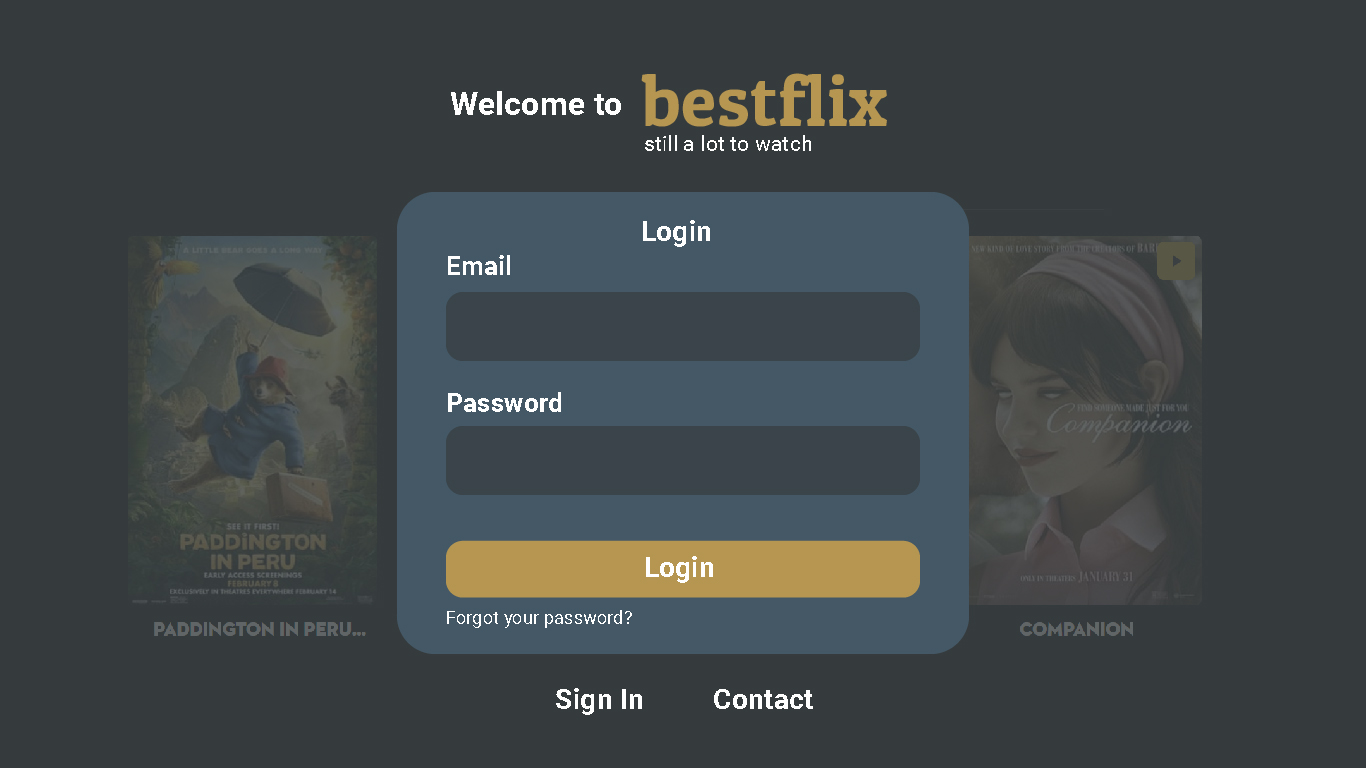 Welcome to bestflix
still a lot to watch
Login
Email
Password
Login
Forgot your password?
Sign In
Contact
A LITTLE BEAR GOES A LONG WAY
SEE IT FIRST!
PADDINGTON
IN PERU
EARLY ACCESS SCREENINGS
FEBRUARY 8
EXCLUSIVELY IN THEATRES EVERYWHERE FEBRUARY 14
PADDINGTON IN PERU...
NEW KIND OF LOVE STORY FROM THE CREATORS OF BAR
FIND SOMEONE MADE JUST FOR YOU
Companion
ONLY IN THEATERS JANUARY 31
COMPANION